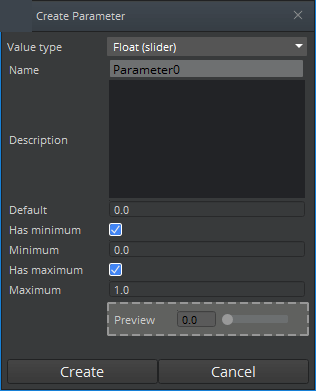 Create Parameter
Value type Float (slider)
Name Parameter0
Description
Default 0.0
Has minimum
Minimum 0.0
Has maximum
Maximum 1.0
Preview 0.0
Create Cancel